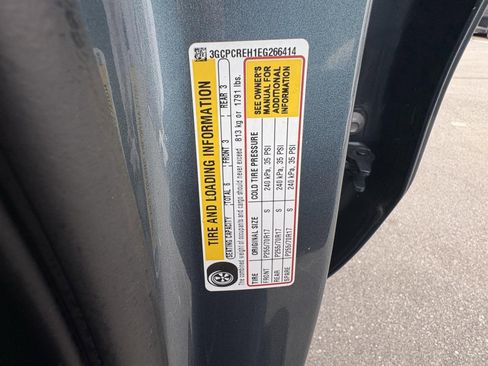 3GCPCREH1EG266414
TIRE AND LOADING INFORMATION
SEATING CAPACITY TOTAL 6 FRONT 3 REAR 3
The combined weight of occupants and cargo should never exceed 813 kg or 1791 lbs.
TIRE ORIGINAL SIZE COLD TIRE PRESSURE
FRONT P255/70R17 S 240 kPa, 35 PSI
REAR P255/70R17 S 240 kPa, 35 PSI
SPARE P255/70R17 S 240 kPa, 35 PSI
SEE OWNER'S
MANUAL FOR
ADDITIONAL
INFORMATION